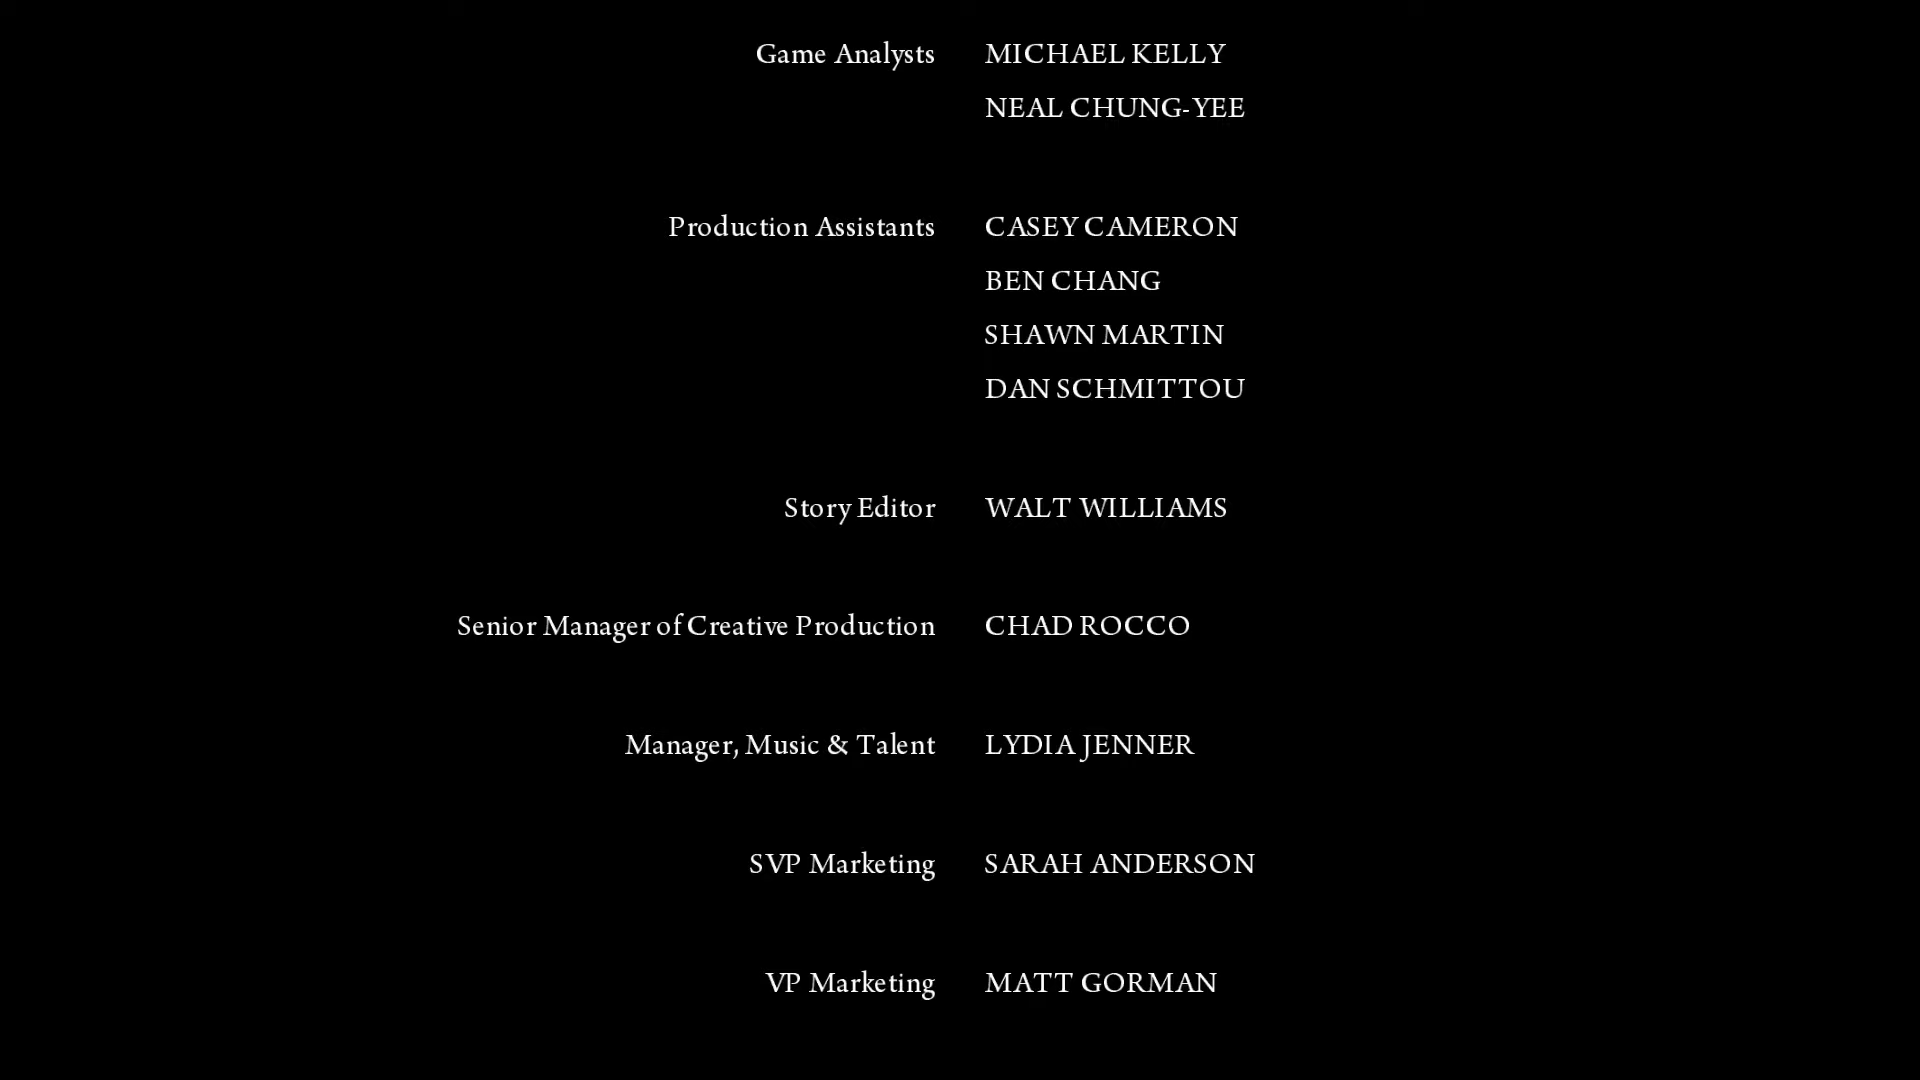 Game Analysts MICHAEL KELLY
NEAL CHUNG-YEE
Production Assistants CASEY CAMERON
BEN CHANG
SHAWN MARTIN
DAN SCHMITTOU
Story Editor WALT WILLIAMS
Senior Manager of Creative Production CHAD ROCCO
Manager, Music & Talent LYDIA JENNER
SVP Marketing SARAH ANDERSON
VP Marketing MATT GORMAN